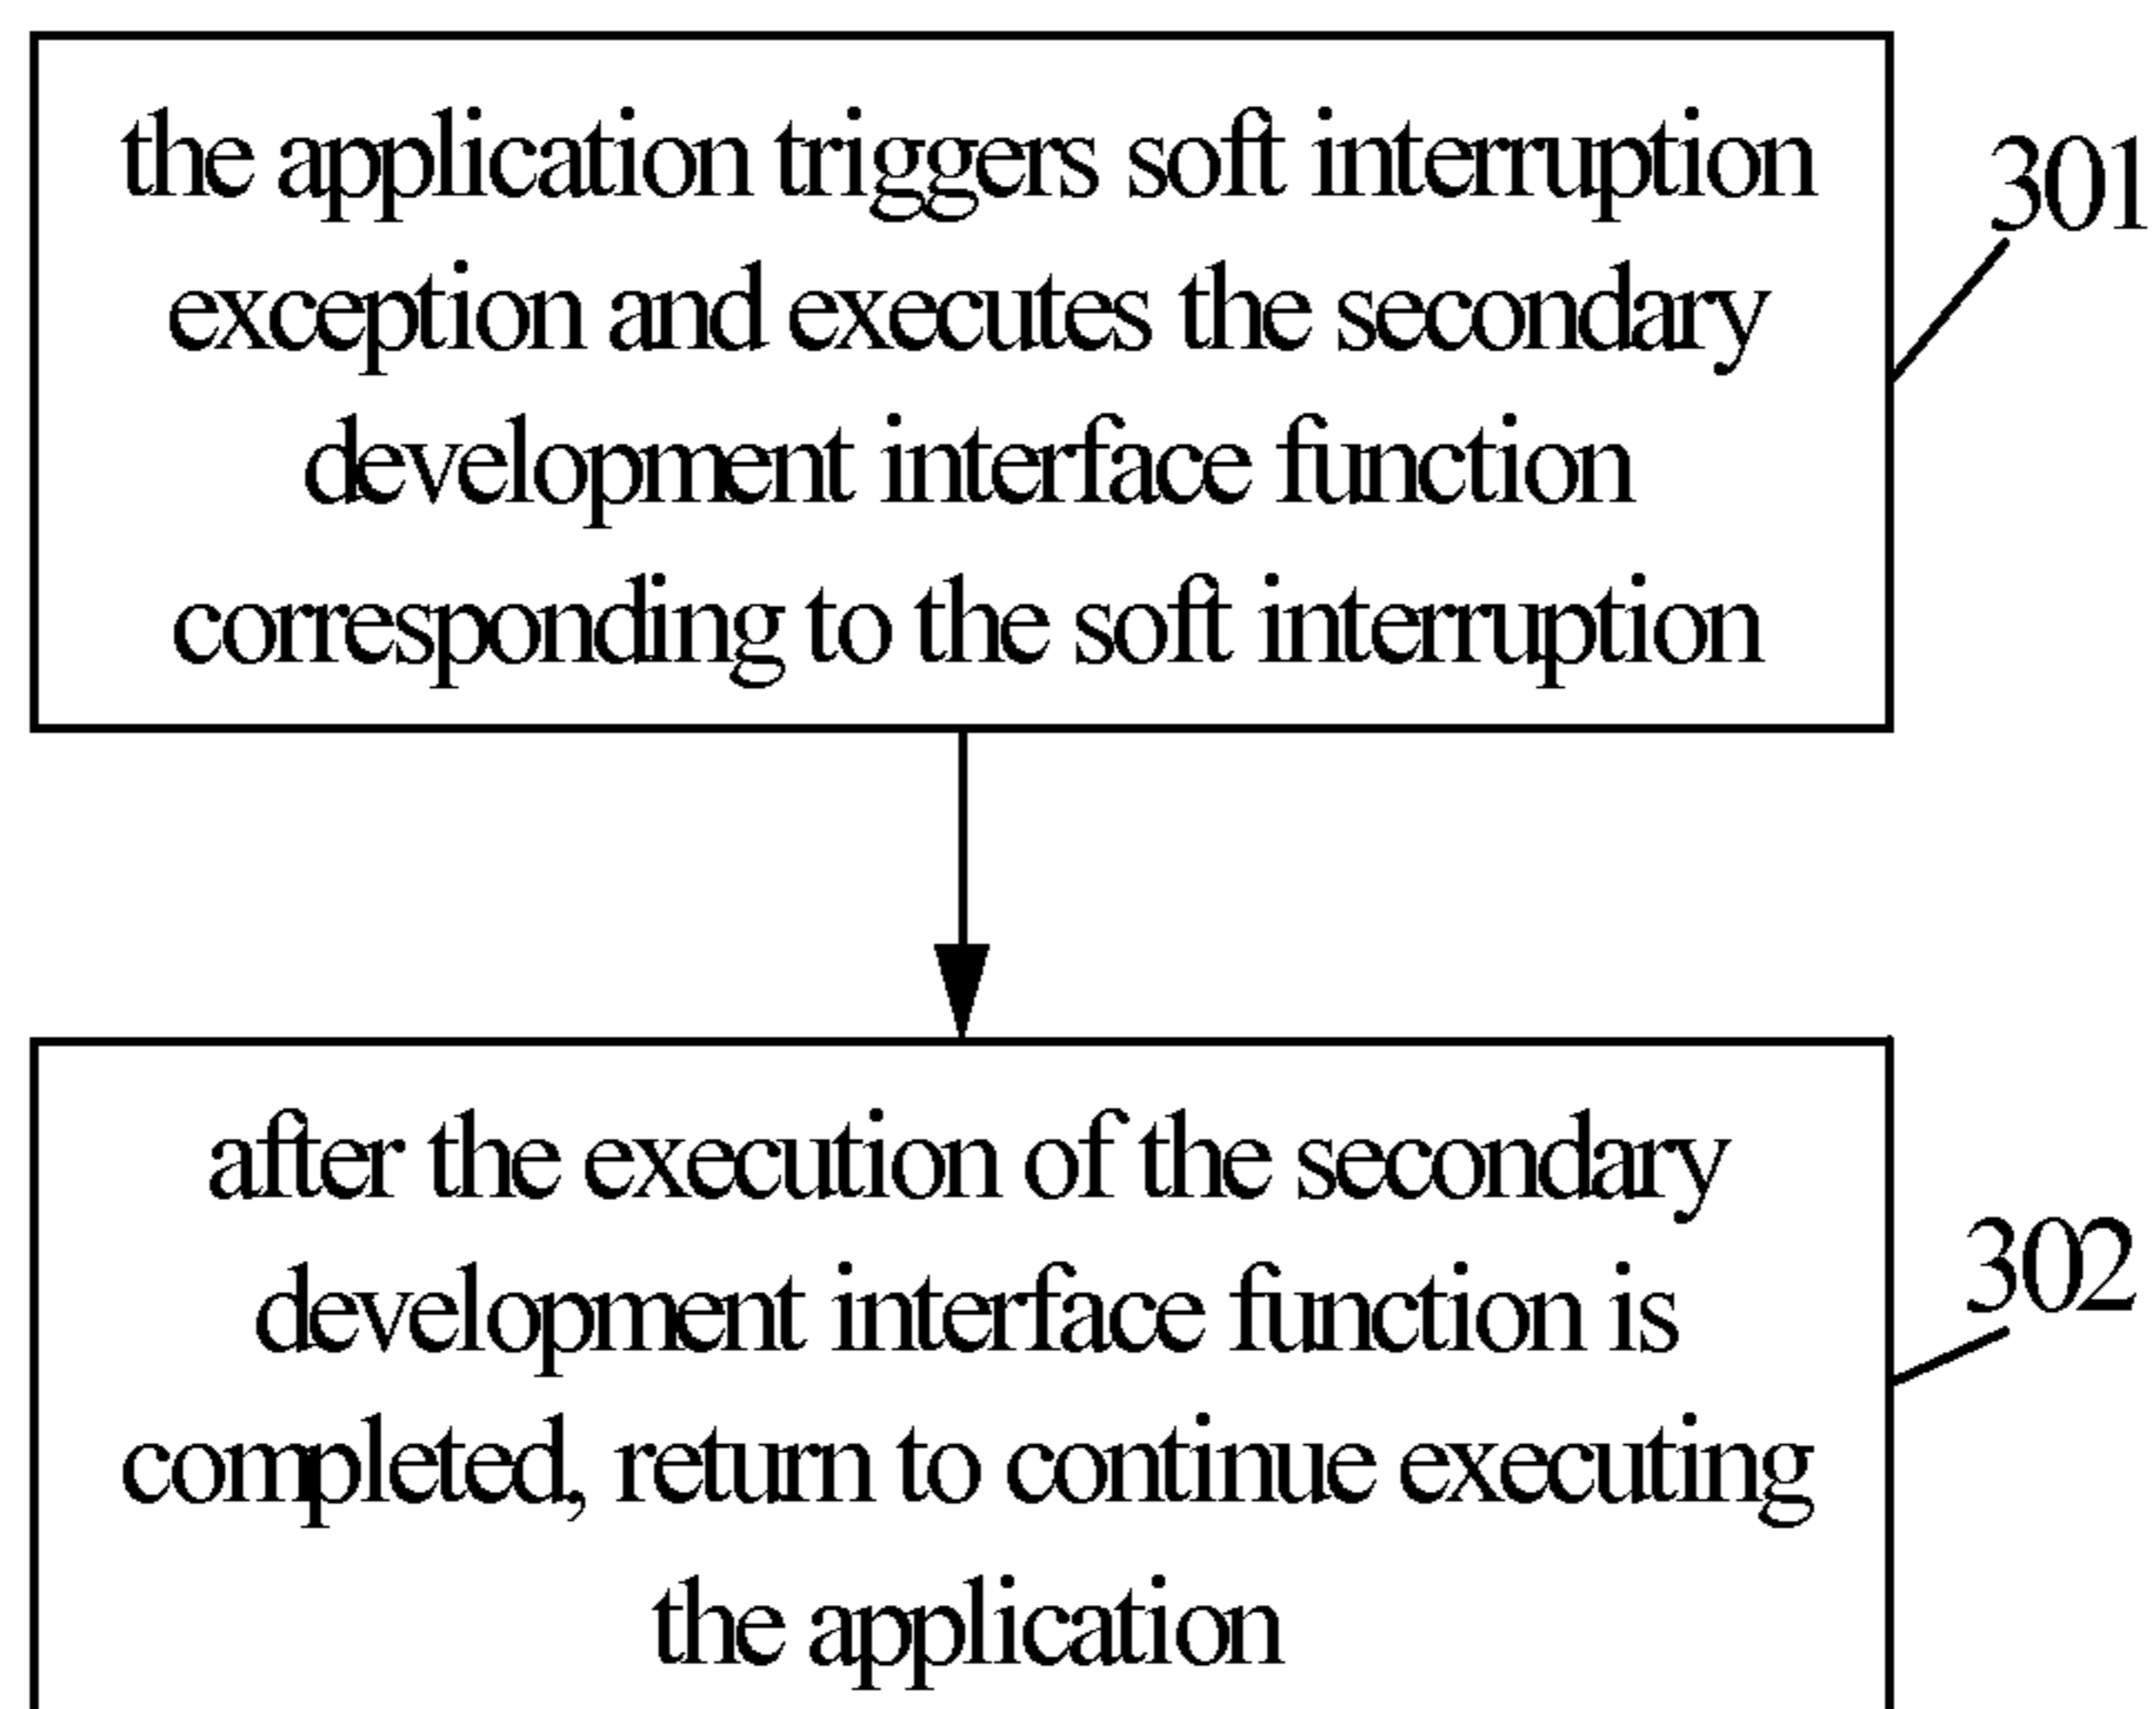 the application triggers soft interruption
exception and executes the secondary
development interface function
corresponding to the soft interruption
301
after the execution of the secondary
development interface function is
completed, return to continue executing
the application
302